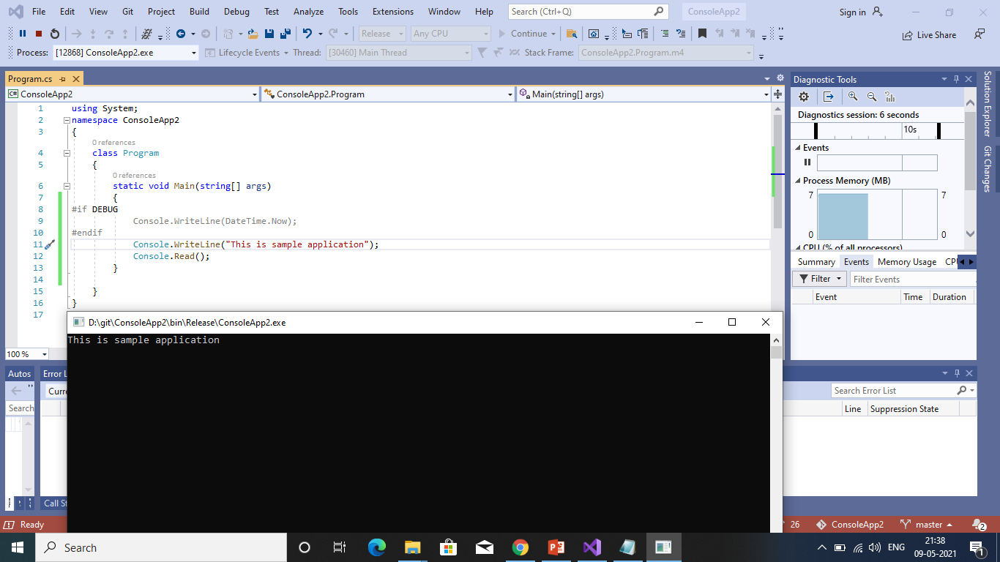 File Edit View Git Project Build Debug Test Analyze Tools Extensions Window Help Search (Ctrl+Q) ConsoleApp2 Sign in
Release Any CPU Continue Live Share
Process: [12868] ConsoleApp2.exe Lifecycle Events Thread: [30460] Main Thread Stack Frame: ConsoleApp2.Program.m4
Program.cs
C# ConsoleApp2 ConsoleApp2.Program Main(string[] args)
1 using System;
2 namespace ConsoleApp2
3 {
0 references
4 class Program
5 {
0 references
6 static void Main(string[] args)
7 {
8 #if DEBUG
9 Console.WriteLine(DateTime.Now);
10 #endif
11 Console.WriteLine("This is sample application");
12 Console.Read();
13 }
14
15 }
16 }
17
100 %
Diagnostic Tools
Diagnostics session: 6 seconds
10s
Events
Process Memory (MB)
7 7
0 0
CPU (% of all processors)
Summary Events Memory Usage CPU
Filter Filter Events
Event Time Duration
Solution Explorer
Git Changes
D:\git\ConsoleApp2\bin\Release\ConsoleApp2.exe
This is sample application
Autos Error L
Curre
Search
Search Error List
Line Suppression State
Call St
Ready 26 ConsoleApp2 master 2
Search
ENG 21:38
09-05-2021
1